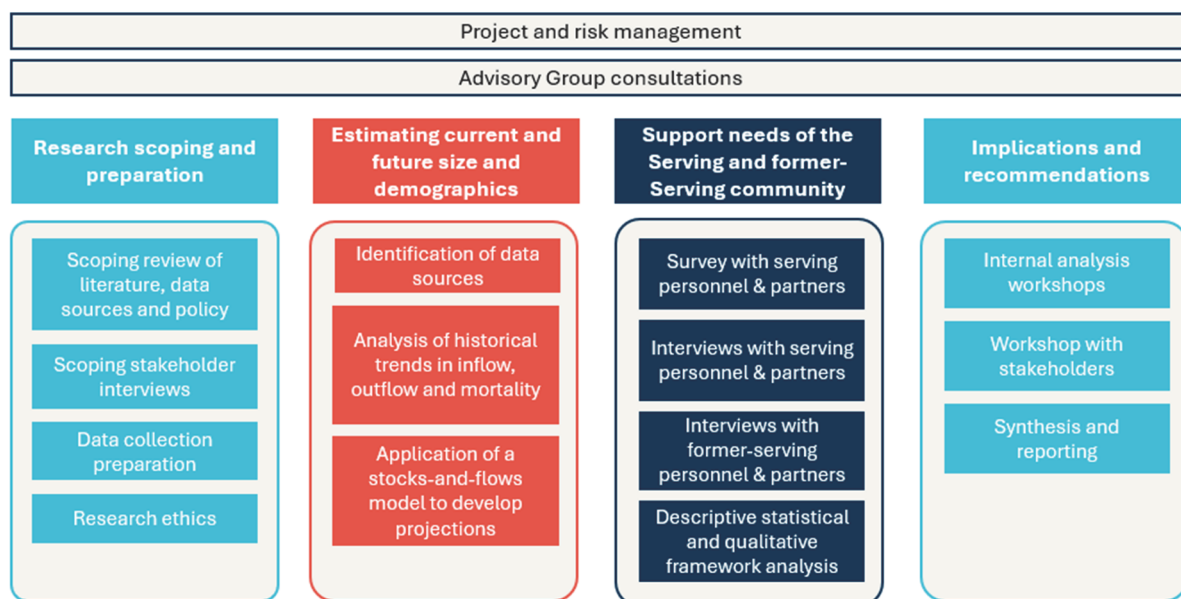 Project and risk management
Advisory Group consultations
Research scoping and
preparation
Scoping review of
literature, data
sources and policy
Scoping stakeholder
interviews
Data collection
preparation
Research ethics
Estimating current and
future size and
demographics
Identification of data
sources
Analysis of historical
trends in inflow,
outflow and mortality
Application of a
stocks-and-flows
model to develop
projections
Support needs of the
Serving and former-
Serving community
Survey with serving
personnel & partners
Interviews with serving
personnel & partners
Interviews with
former-serving
personnel & partners
Descriptive statistical
and qualitative
framework analysis
Implications and
recommendations
Internal analysis
workshops
Workshop with
stakeholders
Synthesis and
reporting